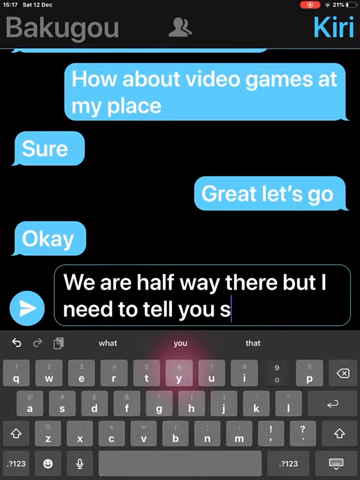 15:17 Sat 12 Dec 21%
Bakugou Kiri
How about video games at
my place
Sure
Great let's go
Okay
We are half way there but I
need to tell you s
what you that
q w e r t y u i 9 o p
a s d f g h j k l
z x c v b n m ! , ? .
.?123 .?123